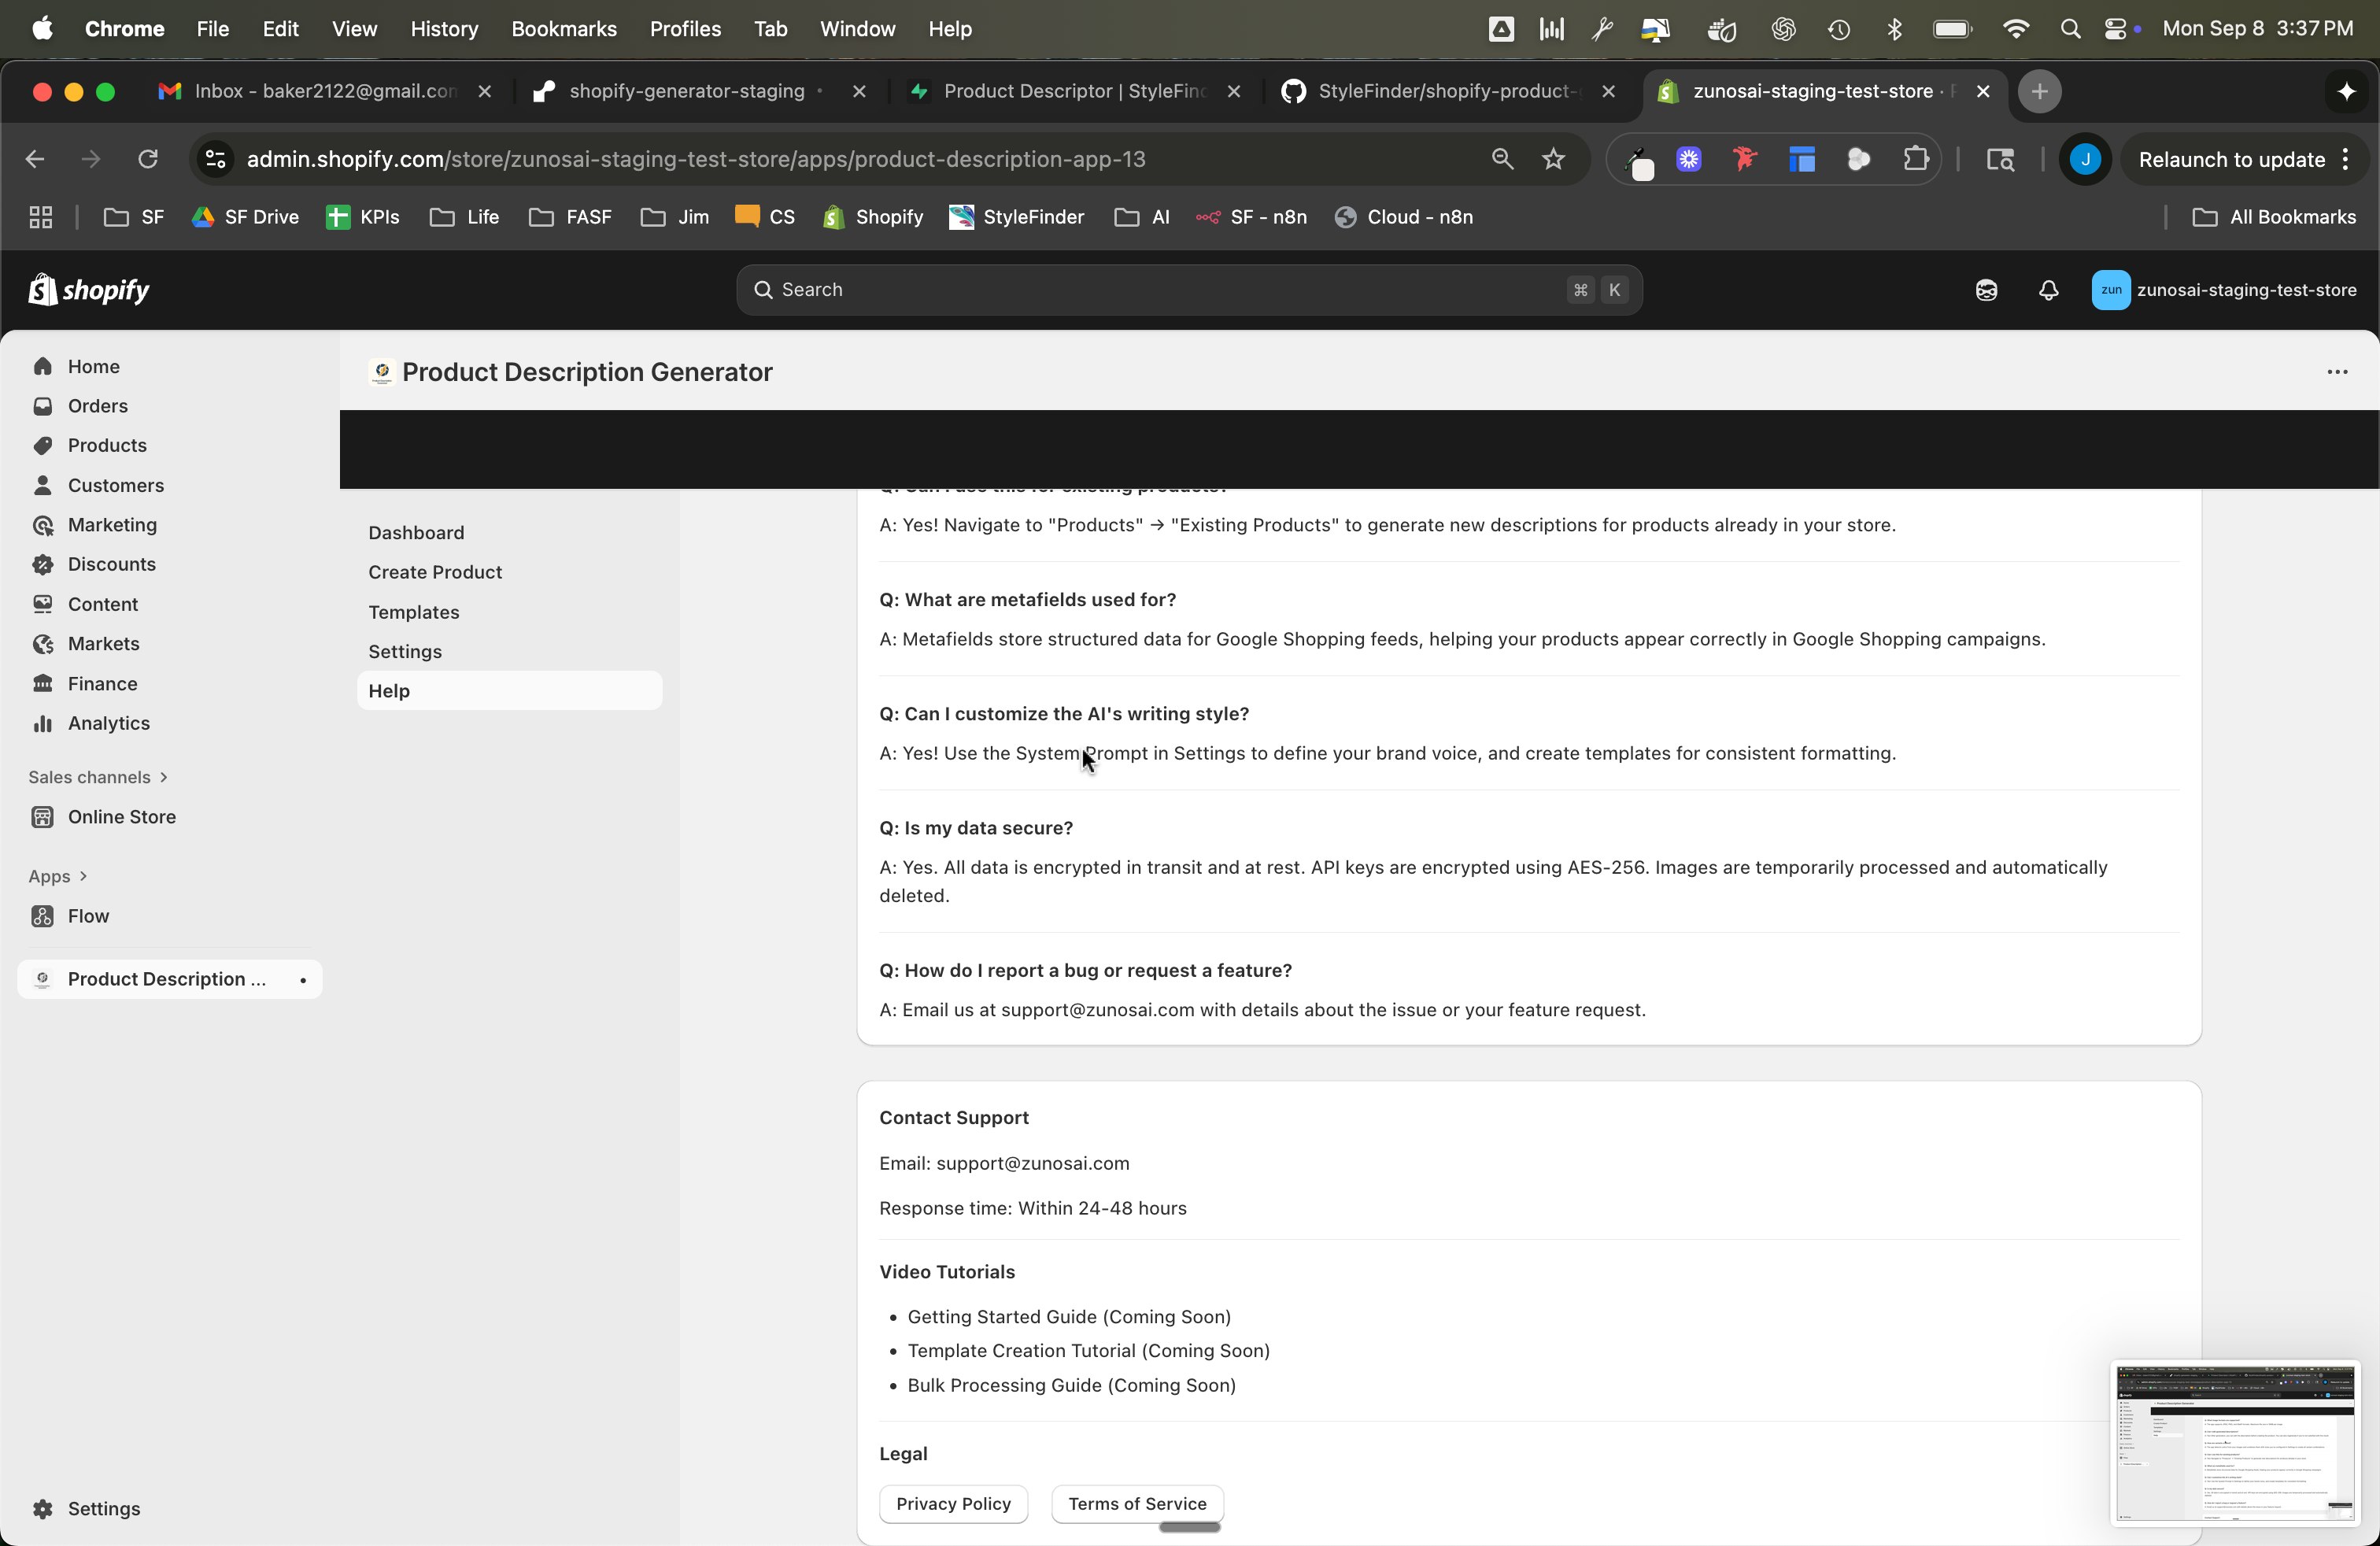 Chrome File Edit View History Bookmarks Profiles Tab Window Help Mon Sep 8 3:37 PM
Inbox - baker2122@gmail.con
shopify-generator-staging
Product Descriptor | StyleFind
StyleFinder/shopify-product-
zunosai-staging-test-store ·
admin.shopify.com/store/zunosai-staging-test-store/apps/product-description-app-13
J
Relaunch to update
SF SF Drive KPIs Life FASF Jim CS Shopify StyleFinder AI SF - n8n Cloud - n8n All Bookmarks
shopify
Search ⌘ K
zun zunosai-staging-test-store
Home
Orders
Products
Customers
Marketing
Discounts
Content
Markets
Finance
Analytics
Sales channels
Online Store
Apps
Flow
Product Description ...
Settings
Product Description Generator
Dashboard
Create Product
Templates
Settings
Help
Q: Can I use this for existing products?
A: Yes! Navigate to "Products" → "Existing Products" to generate new descriptions for products already in your store.
Q: What are metafields used for?
A: Metafields store structured data for Google Shopping feeds, helping your products appear correctly in Google Shopping campaigns.
Q: Can I customize the AI's writing style?
A: Yes! Use the System Prompt in Settings to define your brand voice, and create templates for consistent formatting.
Q: Is my data secure?
A: Yes. All data is encrypted in transit and at rest. API keys are encrypted using AES-256. Images are temporarily processed and automatically
deleted.
Q: How do I report a bug or request a feature?
A: Email us at support@zunosai.com with details about the issue or your feature request.
Contact Support
Email: support@zunosai.com
Response time: Within 24-48 hours
Video Tutorials
Getting Started Guide (Coming Soon)
Template Creation Tutorial (Coming Soon)
Bulk Processing Guide (Coming Soon)
Legal
Privacy Policy Terms of Service